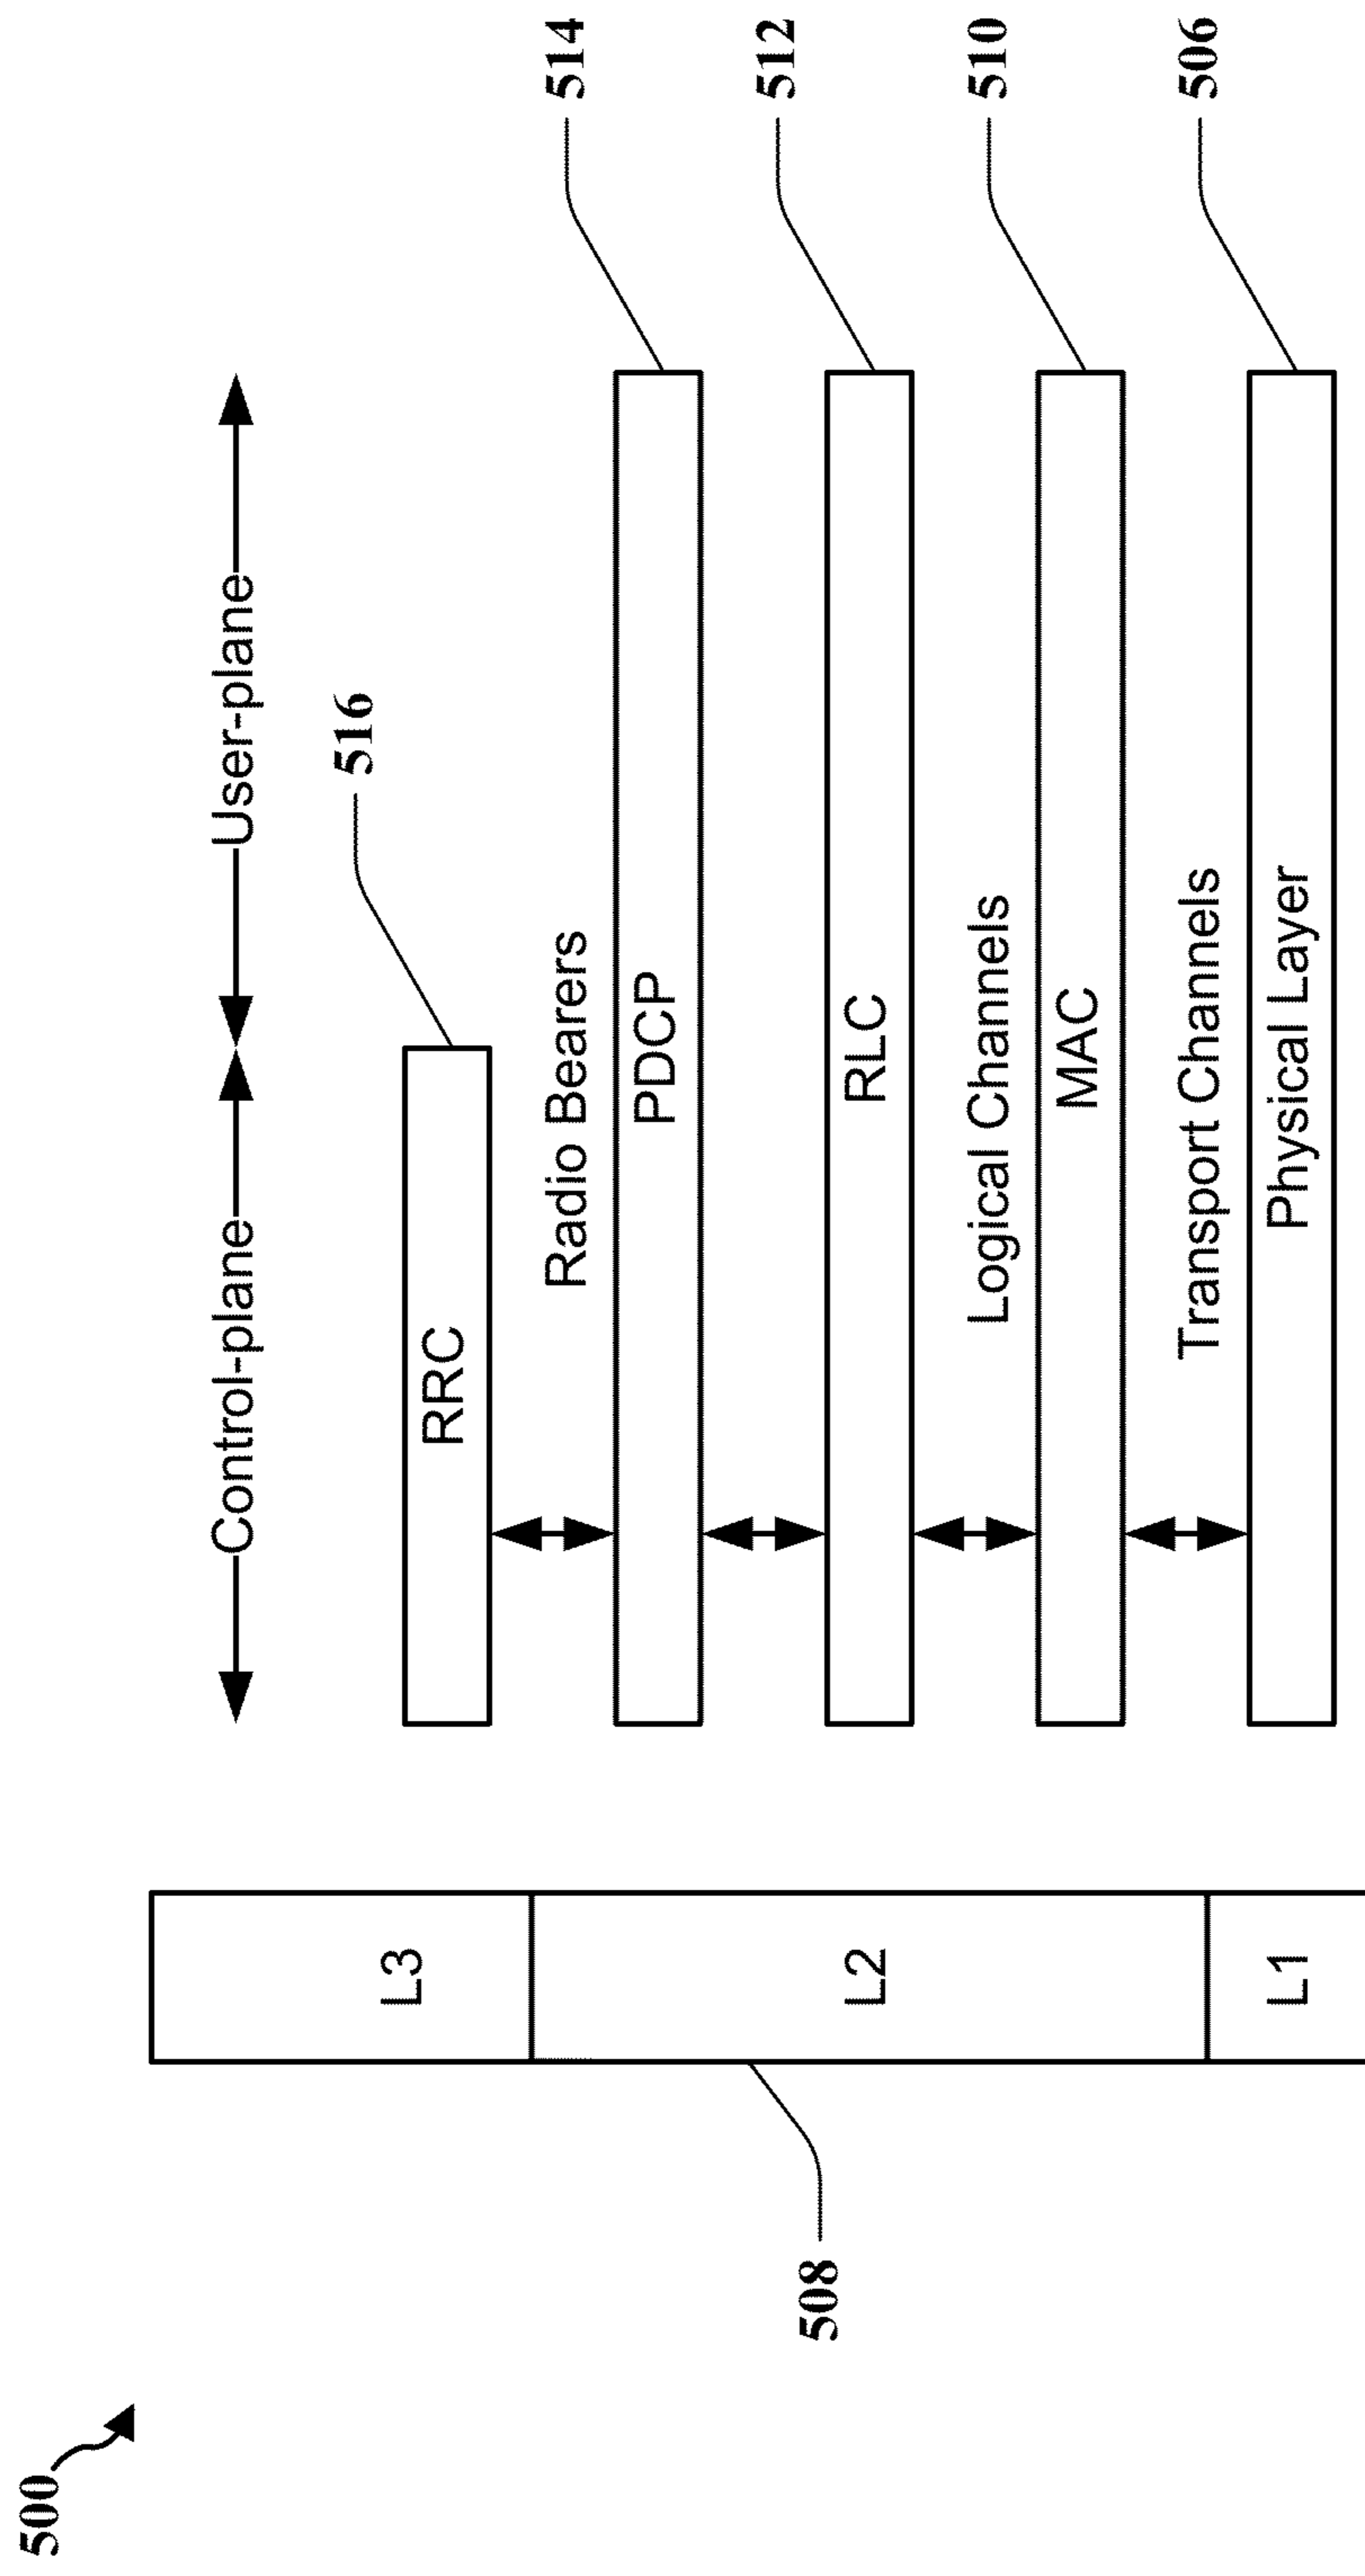 500
Control-plane
User-plane
516
L3
RRC
Radio Bearers
514
PDCP
508
L2
512
RLC
Logical Channels
510
MAC
Transport Channels
506
L1
Physical Layer